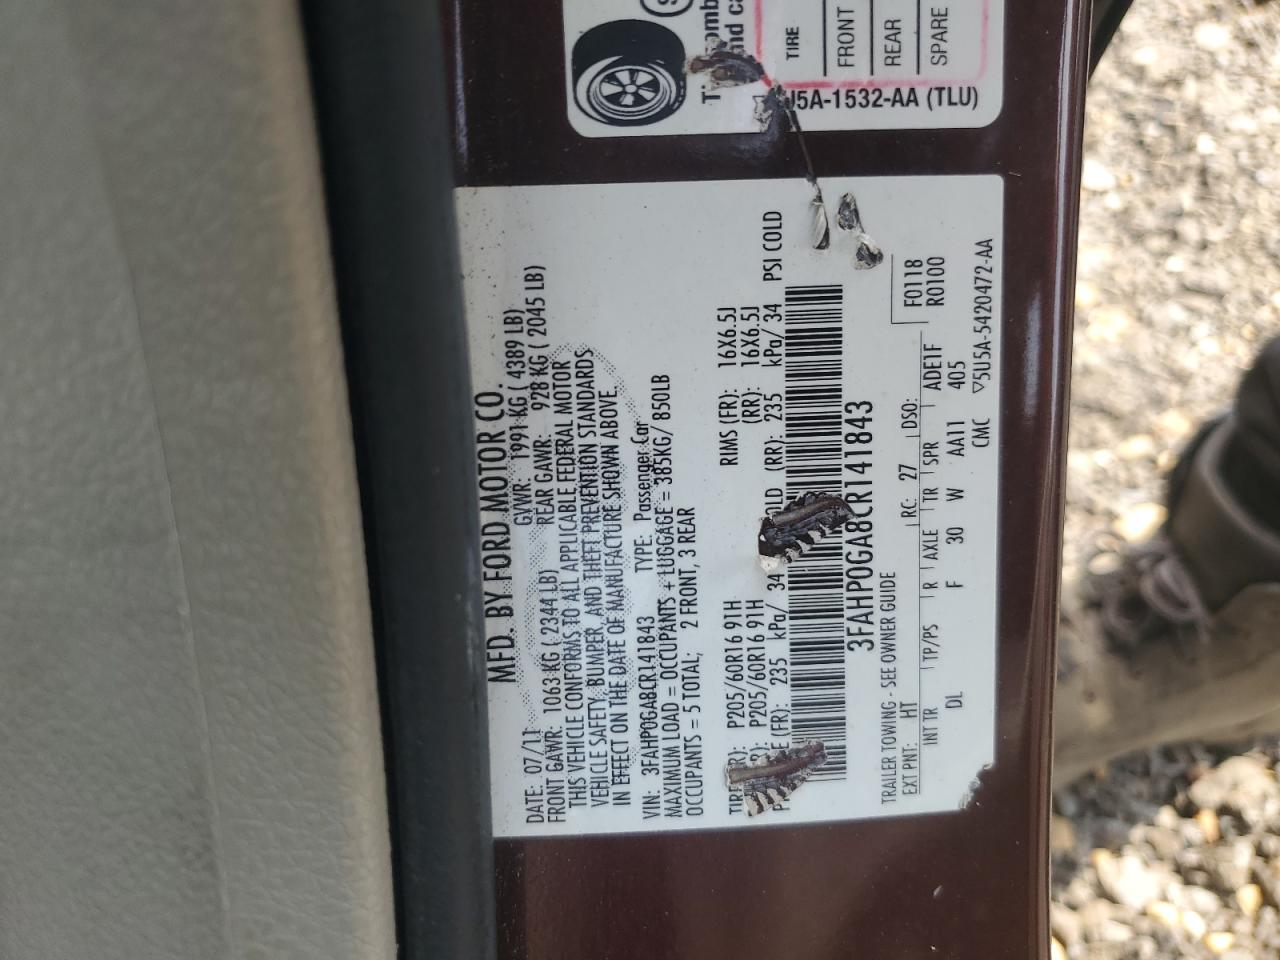 MFD. BY FORD MOTOR CO.
DATE: 07/11 GVWR: 1991 KG ( 4389 LB)
FRONT GAWR: 1063 KG ( 2344 LB) REAR GAWR: 928 KG ( 2045 LB)
THIS VEHICLE CONFORMS TO ALL APPLICABLE FEDERAL MOTOR
VEHICLE SAFETY, BUMPER, AND THEFT PREVENTION STANDARDS
IN EFFECT ON THE DATE OF MANUFACTURE SHOWN ABOVE
VIN: 3FAHP0GA8CR141843 TYPE: Passenger Car
MAXIMUM LOAD = OCCUPANTS + LUGGAGE = 385KG/ 850LB
OCCUPANTS = 5 TOTAL; 2 FRONT, 3 REAR
P205/60R16 91H RIMS (FR): 16X6.5J
P205/60R16 91H (RR): 16X6.5J
(FR): 235 kPa/ 34 (RR): 235 kPa/ 34 PSI COLD
3FAHP0GA8CR141843
TRAILER TOWING - SEE OWNER GUIDE
EXT PNT: HT RC: 27 DSO: F0118
R0100
INT TR TP/PS R AXLE TR SPR ADE1F
DL F 30 W AA11 405
CMC ▽5U5A-5420472-AA
TIRE
FRONT
REAR
SPARE
U5A-1532-AA (TLU)